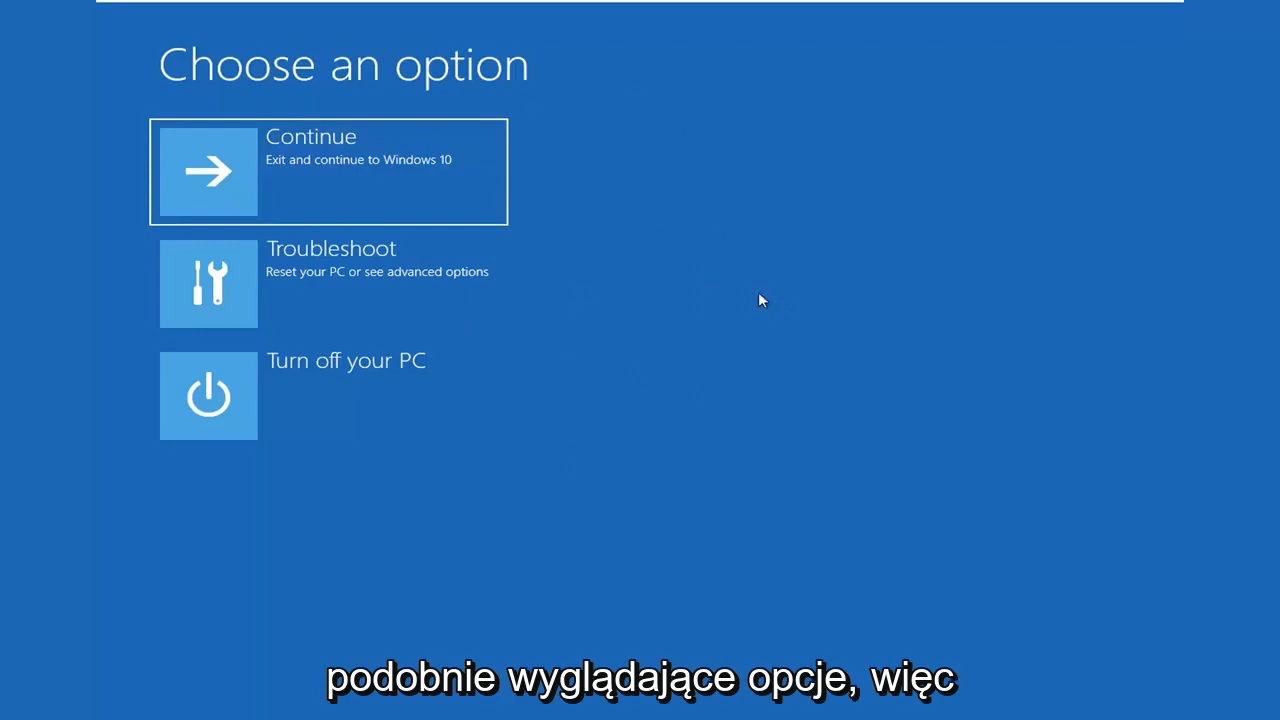 Choose an option
Continue
Exit and continue to Windows 10
Troubleshoot
Reset your PC or see advanced options
Turn off your PC
podobnie wyglądające opcje, więc